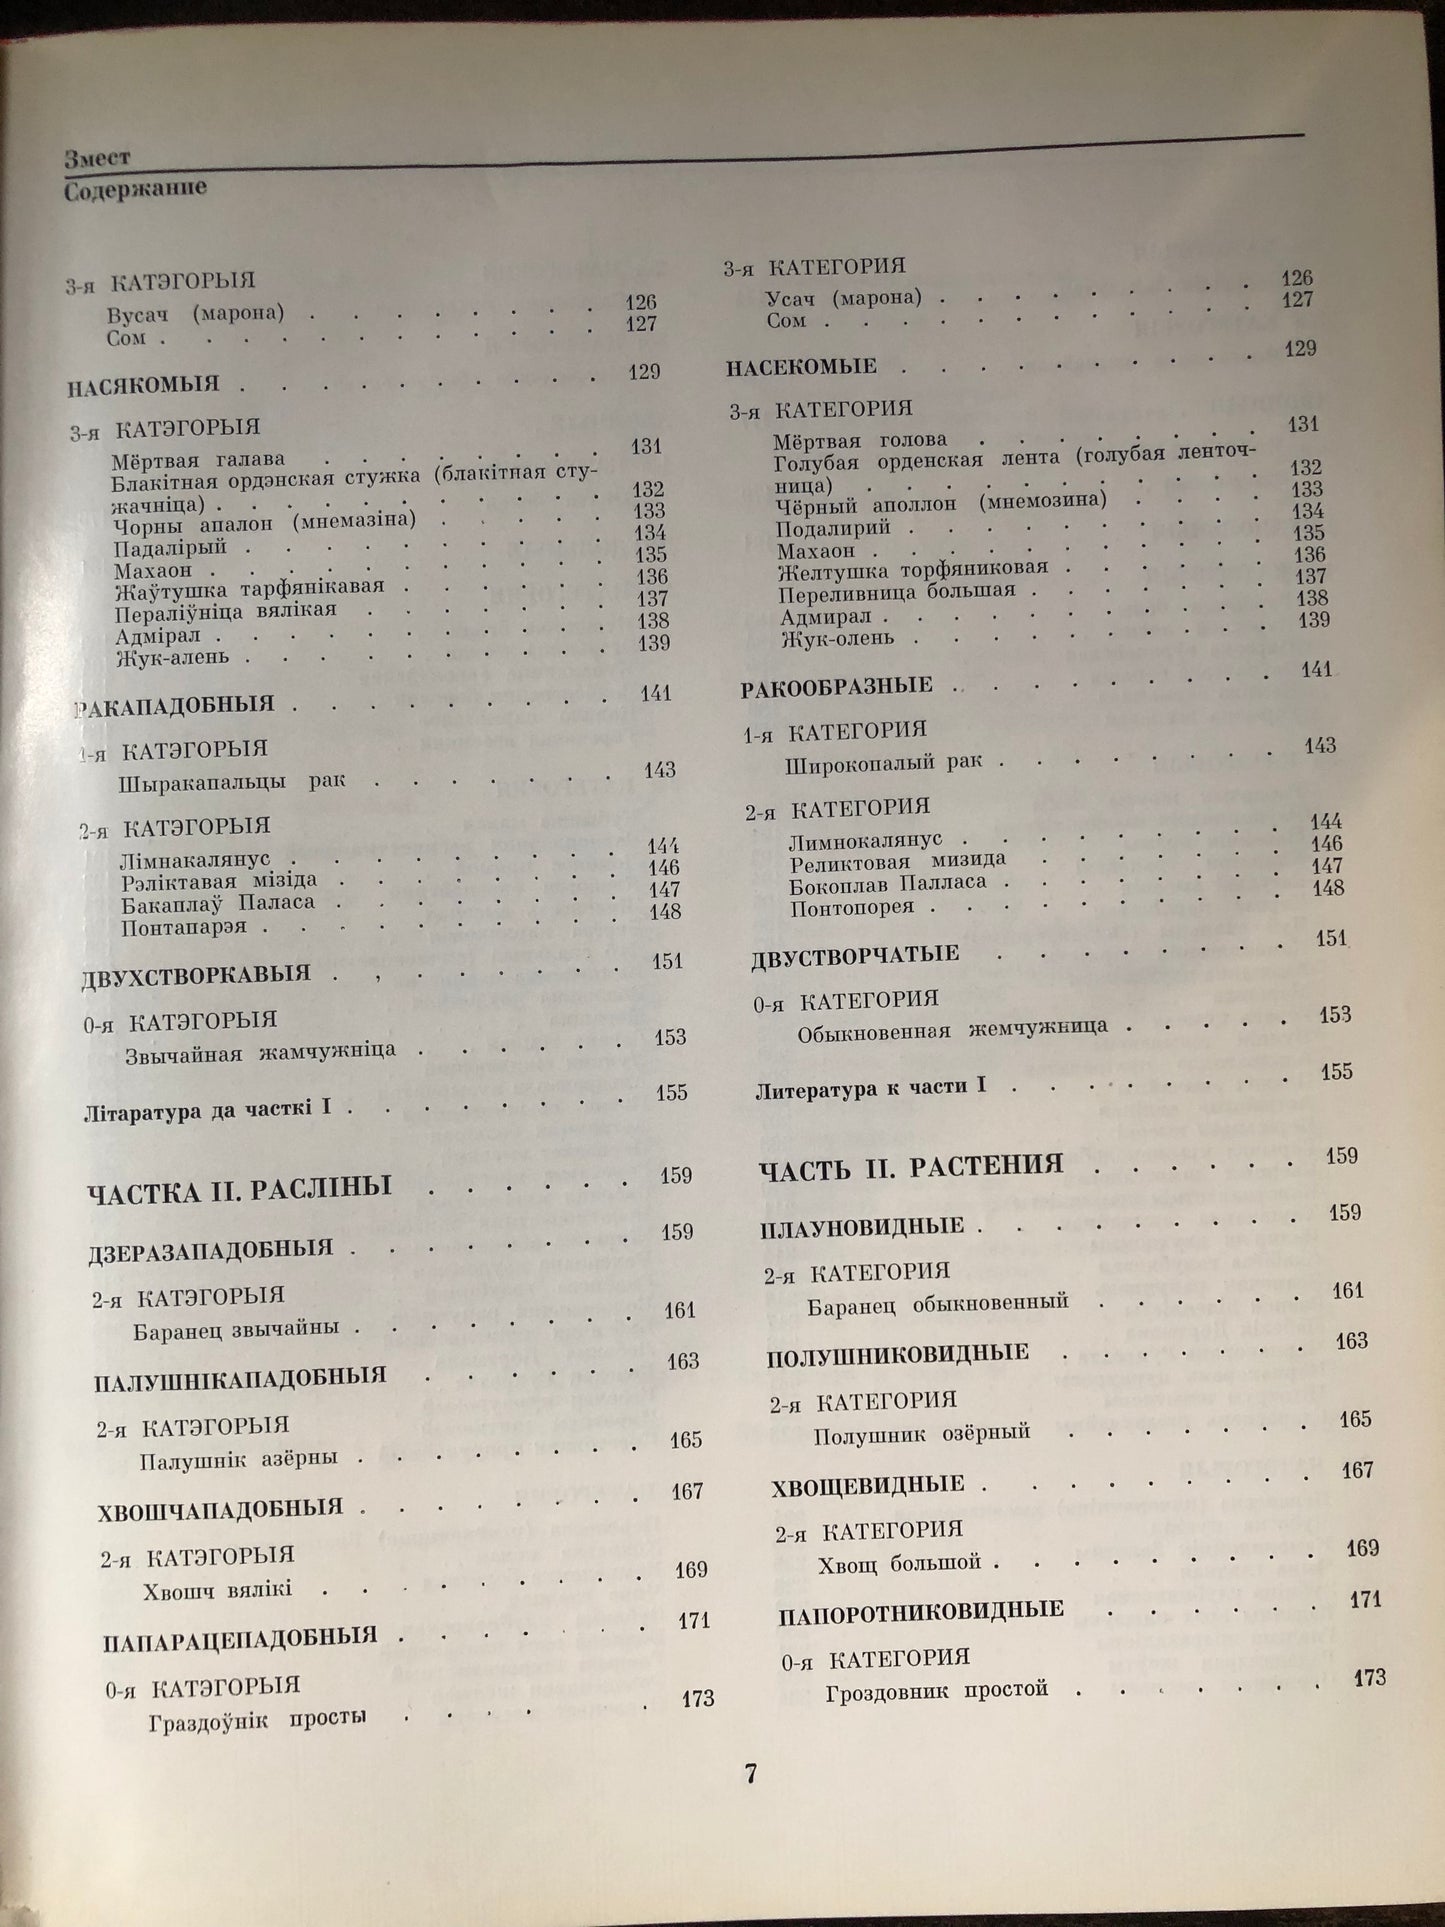 Змест
Содержание
3-я КАТЭГОРЫЯ
Вусач (марона) . . . . . . . . 126
Сом . . . . . . . . . . . . 127
НАСЯКОМЫЯ . . . . . . . . . . 129
3-я КАТЭГОРЫЯ
Мёртвая галава . . . . . . . . 131
Блакітная ордэнская стужка (блакітная сту-
жачніца) . . . . . . . . . . 132
Чорны апалон (мнемазіна) . . . . . 133
Падалірый . . . . . . . . . . 134
Махаон . . . . . . . . . . . 135
Жаўтушка тарфянікавая . . . . . . 136
Пераліўніца вялікая . . . . . . . 137
Адмірал . . . . . . . . . . . 138
Жук-алень . . . . . . . . . . 139
РАКАПАДОБНЫЯ . . . . . . . . . 141
1-я КАТЭГОРЫЯ
Шыракапальцы рак . . . . . . . 143
2-я КАТЭГОРЫЯ
Лімнакалянус . . . . . . . . . 144
Рэліктавая мізіда . . . . . . . . 146
Бакаплаў Паласа . . . . . . . . 147
Понтапарэя . . . . . . . . . . 148
ДВУХСТВОРКАВЫЯ . . . . . . . . 151
0-я КАТЭГОРЫЯ
Звычайная жамчужніца . . . . . . 153
Літаратура да часткі I . . . . . . . . 155
ЧАСТКА II. РАСЛІНЫ . . . . . . 159
ДЗЕРАЗАПАДОБНЫЯ . . . . . . . . 159
2-я КАТЭГОРЫЯ
Баранец звычайны . . . . . . . . 161
ПАЛУШНІКАПАДОБНЫЯ . . . . . . 163
2-я КАТЭГОРЫЯ
Палушнік азёрны . . . . . . . . 165
ХВОШЧАПАДОБНЫЯ . . . . . . . . 167
2-я КАТЭГОРЫЯ
Хвошч вялікі . . . . . . . . . 169
ПАПАРАЦЕПАДОБНЫЯ . . . . . . . 171
0-я КАТЭГОРЫЯ
Граздоўнік просты . . . . . . . 173
3-я КАТЕГОРИЯ
Усач (марона) . . . . . . . . 126
Сом . . . . . . . . . . . . 127
НАСЕКОМЫЕ . . . . . . . . . . 129
3-я КАТЕГОРИЯ
Мёртвая голова . . . . . . . . 131
Голубая орденская лента (голубая ленточ-
ница) . . . . . . . . . . . 132
Чёрный аполлон (мнемозина) . . . . 133
Подалирий . . . . . . . . . . 134
Махаон . . . . . . . . . . . 135
Желтушка торфяниковая . . . . . . 136
Переливница большая . . . . . . . 137
Адмирал . . . . . . . . . . . 138
Жук-олень . . . . . . . . . . 139
РАКООБРАЗНЫЕ . . . . . . . . . 141
1-я КАТЕГОРИЯ
Широкопалый рак . . . . . . . . 143
2-я КАТЕГОРИЯ
Лимнокалянус . . . . . . . . . 144
Реликтовая мизида . . . . . . . 146
Бокоплав Палласа . . . . . . . . 147
Понтопорея . . . . . . . . . . 148
ДВУСТВОРЧАТЫЕ . . . . . . . . 151
0-я КАТЕГОРИЯ
Обыкновенная жемчужница . . . . . 153
Литература к части I . . . . . . . . 155
ЧАСТЬ II. РАСТЕНИЯ . . . . . . 159
ПЛАУНОВИДНЫЕ . . . . . . . . . 159
2-я КАТЕГОРИЯ
Баранец обыкновенный . . . . . . 161
ПОЛУШНИКОВИДНЫЕ . . . . . . . 163
2-я КАТЕГОРИЯ
Полушник озёрный . . . . . . . 165
ХВОЩЕВИДНЫЕ . . . . . . . . . 167
2-я КАТЕГОРИЯ
Хвощ большой . . . . . . . . . 169
ПАПОРОТНИКОВИДНЫЕ . . . . . . 171
0-я КАТЕГОРИЯ
Гроздовник простой . . . . . . . 173
7